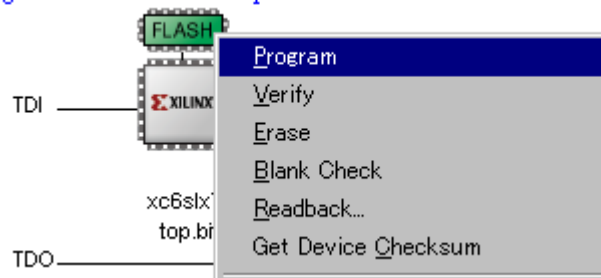 FLASH
Program
Verify
TDI
XILINX
Erase
Blank Check
xc6slx
Readback...
top.bi
Get Device Checksum
TDO